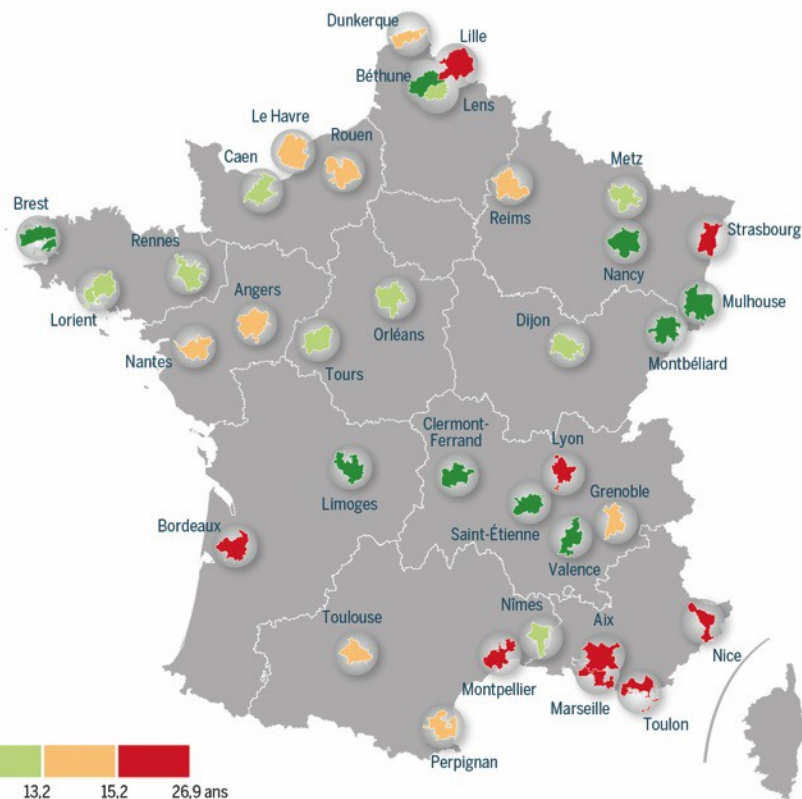 Dunkerque
Lille
Béthune
Lens
Le Havre
Rouen
Caen
Metz
Reims
Brest
Strasbourg
Rennes
Nancy
Angers
Mulhouse
Lorient
Orléans
Dijon
Nantes
Montbéliard
Tours
Clermont-
Ferrand
Lyon
Grenoble
Limoges
Bordeaux
Saint-Étienne
Valence
Nîmes
Toulouse
Aix
Nice
Montpellier
Marseille
Toulon
Perpignan
13,2 15,2 26,9 ans